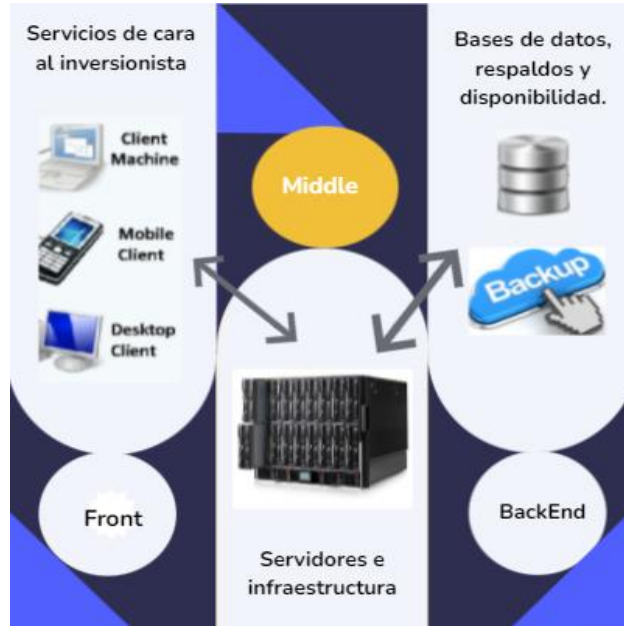 Servicios de cara
al inversionista
Client
Machine
Mobile
Client
Desktop
Client
Front
Middle
Servidores e
infraestructura
Bases de datos,
respaldos y
disponibilidad.
Backup
BackEnd